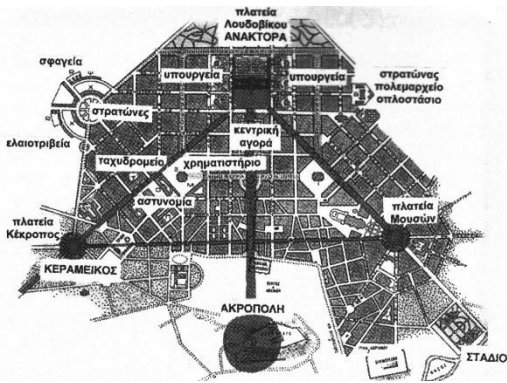 πλατεία
Λουδοβίκου
ΑΝΑΚΤΟΡΑ
σφαγεία
υπουργεία
υπουργεία
στρατώνας
πολεμαρχείο
οπλοστάσιο
στρατώνες
κεντρική
αγορά
ελαιοτριβεία
ταχυδρομείο
χρηματιστήριο
αστυνομία
πλατεία
Κέκροπος
πλατεία
Μουσών
ΚΕΡΑΜΕΙΚΟΣ
ΑΚΡΟΠΟΛΗ
ΣΤΑΔΙΟ